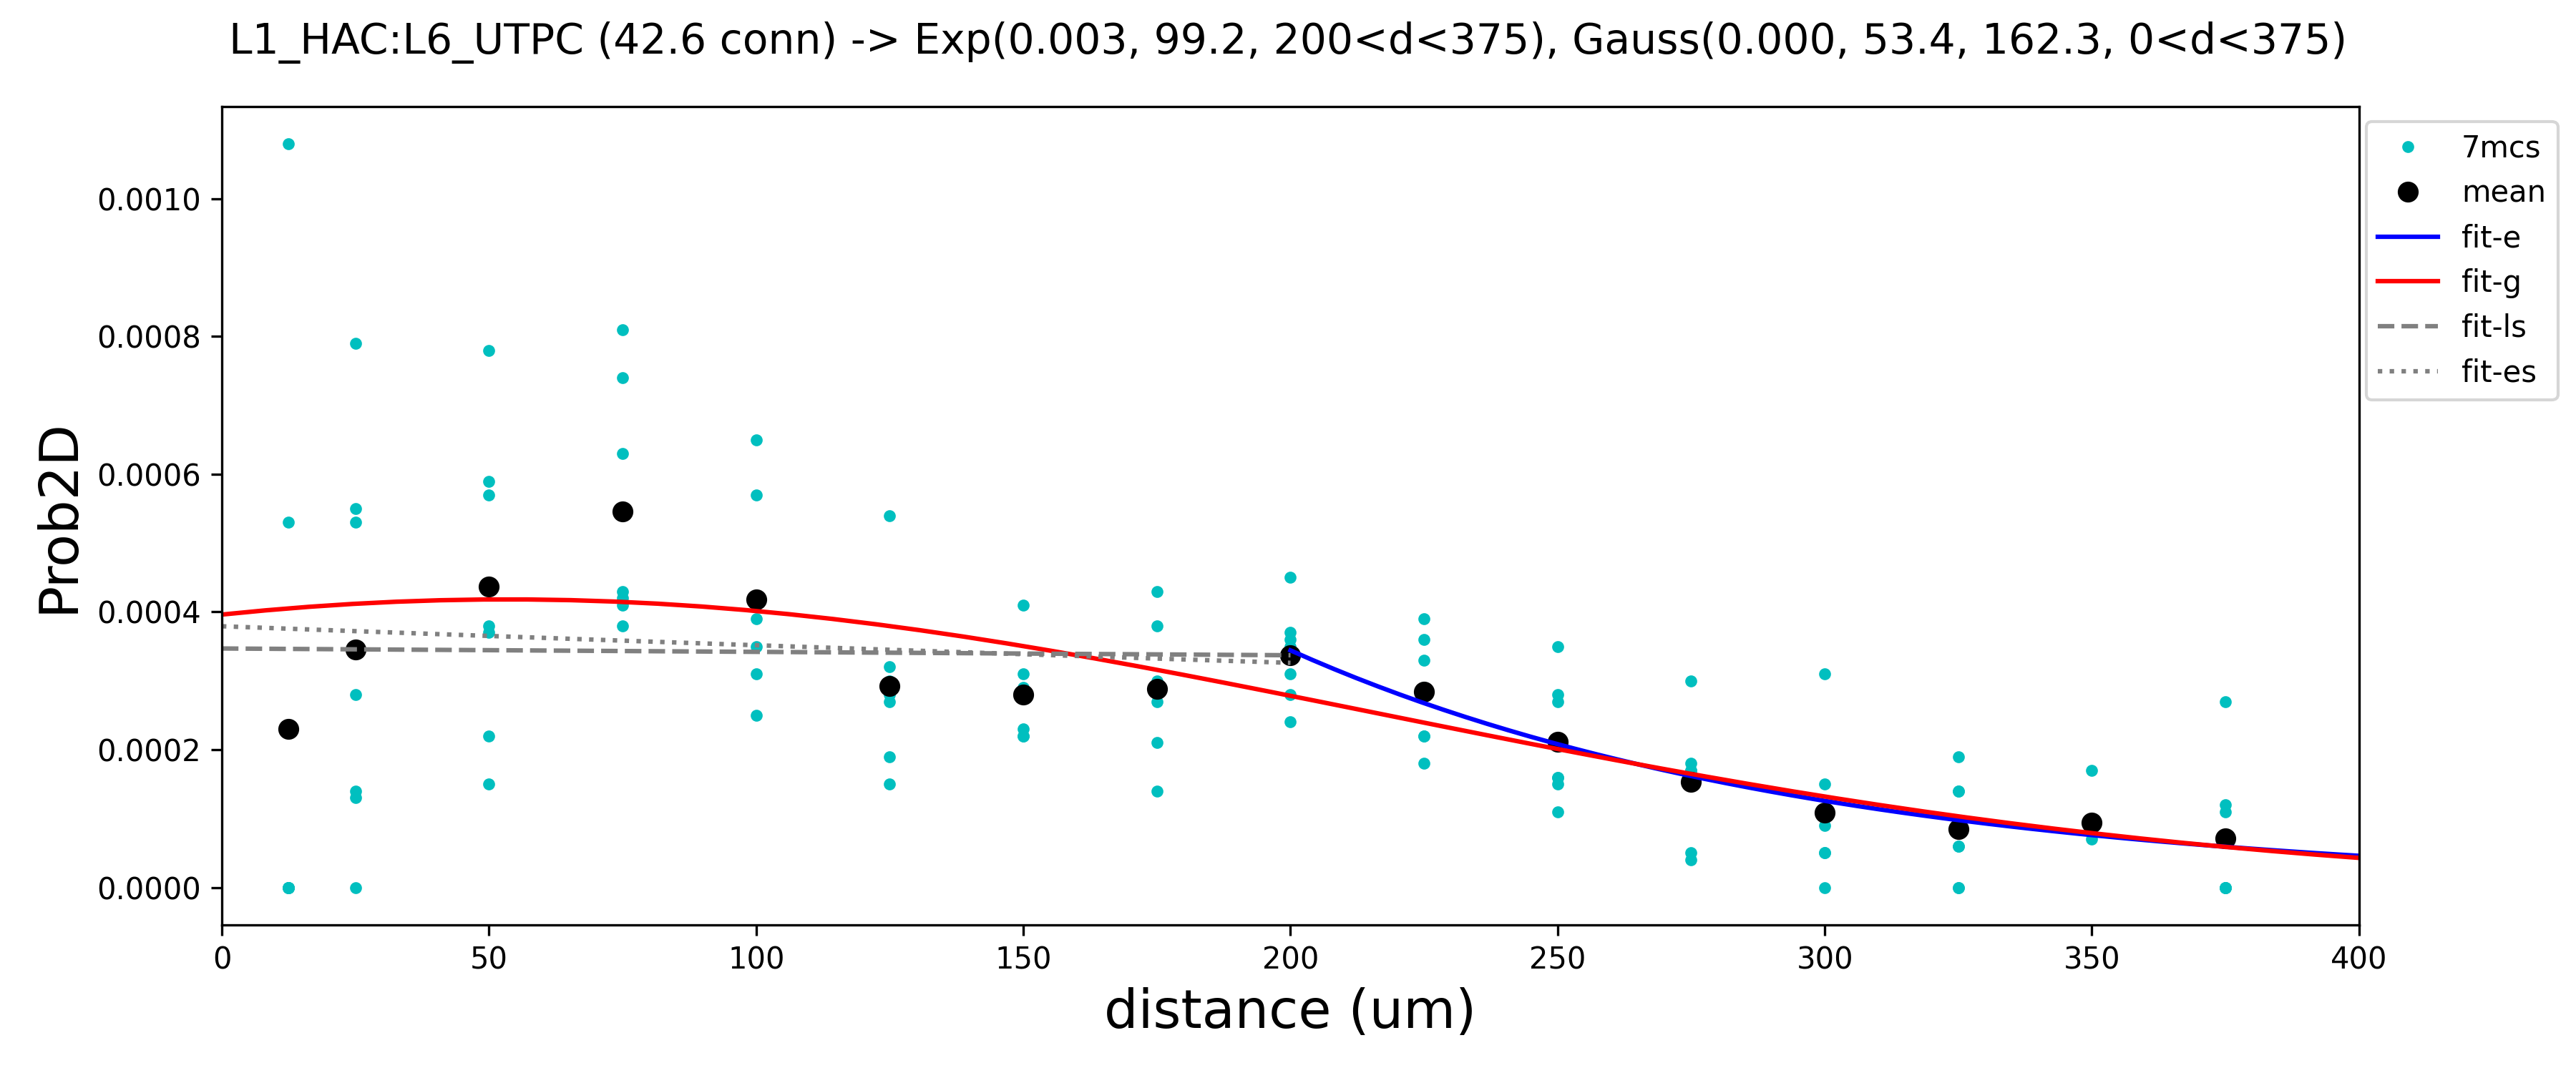 L1_HAC:L6_UTPC (42.6 conn) -> Exp(0.003, 99.2, 200<d<375), Gauss(0.000, 53.4, 162.3, 0<d<375)
7mcs
mean
fit-e
fit-g
fit-ls
fit-es
Prob2D
0.0010
0.0008
0.0006
0.0004
0.0002
0.0000
0 50 100 150 200 250 300 350 400
distance (um)